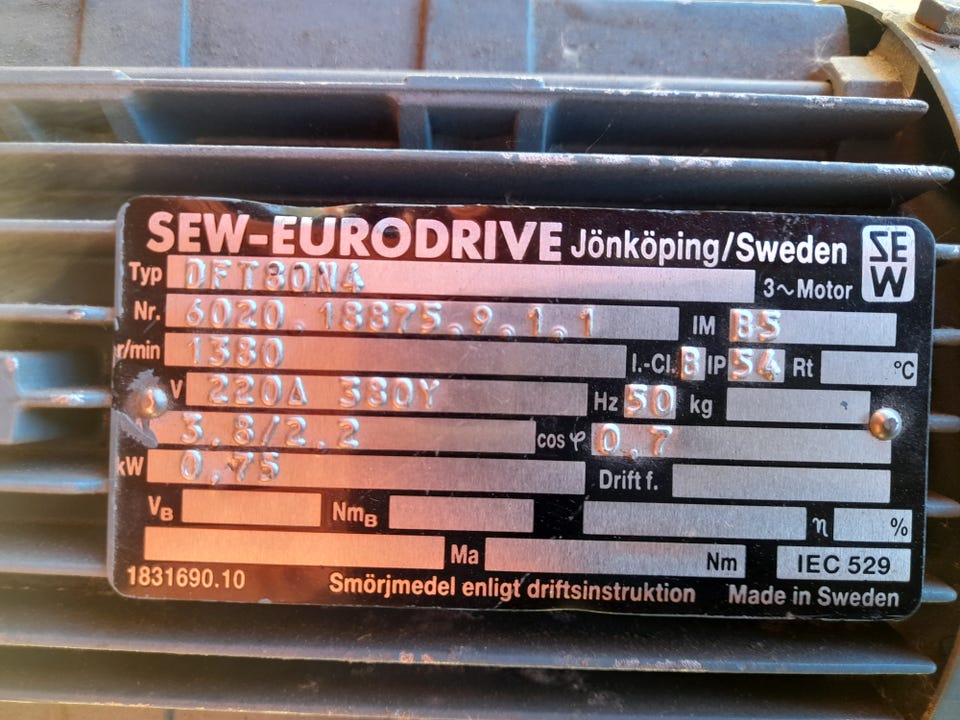 SEW-EURODRIVE Jönköping/Sweden SEW
Typ DFT80N4 3~Motor
Nr. 6020.18875.9.1.1 IM B5
r/min 1380 I.-Cl. B IP 54 Rt °C
V 220Δ 380Y Hz 50 kg
3.8/2.2 cos φ 0,7
kW 0,75 Drift f.
VB NmB η %
Ma Nm IEC 529
1831690.10 Smörjmedel enligt driftsinstruktion Made in Sweden